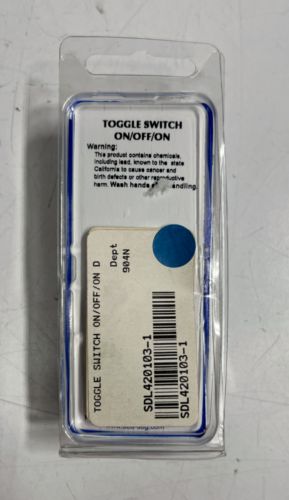 TOGGLE SWITCH
ON/OFF/ON
Warning:
This product contains chemicals,
including lead, known to the state
California to cause cancer and
birth defects or other reproductive
harm. Wash hands handling.
TOGGLE SWITCH ON/OFF/ON D
Dept
904N
SDL420103-1
SDL420103-1